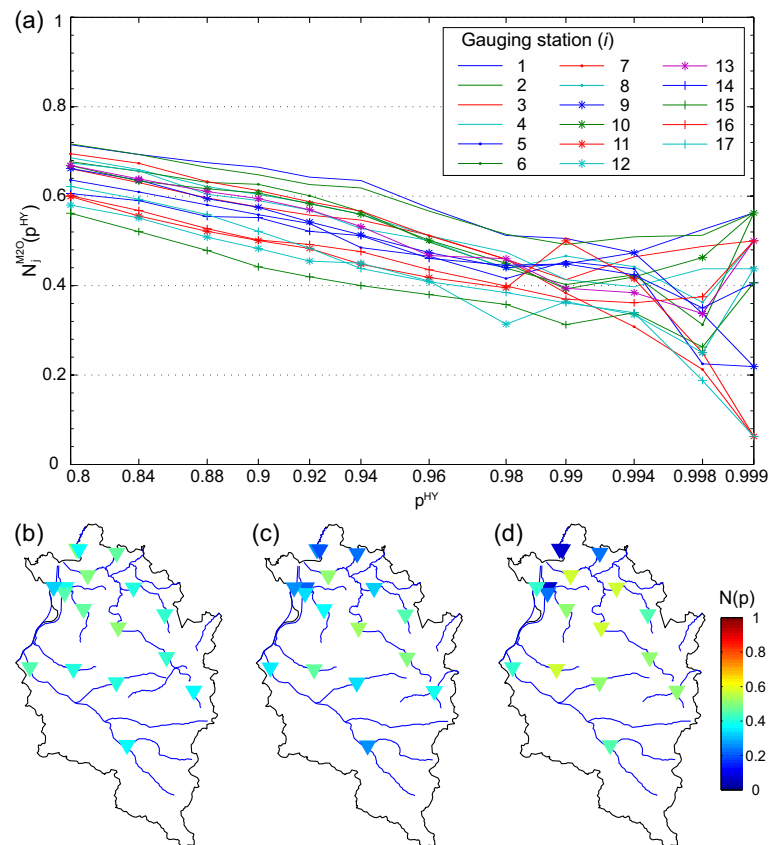 (a)
1
0.8
0.6
0.4
0.2
0
N_j^{M2O}(p^{HY})
Gauging station (i)
1 7 13
2 8 14
3 9 15
4 10 16
5 11 17
6 12
0.8 0.84 0.88 0.9 0.92 0.94 0.96 0.98 0.99 0.994 0.998 0.999
p^{HY}
(b) (c) (d)
N(p)
1
0.8
0.6
0.4
0.2
0